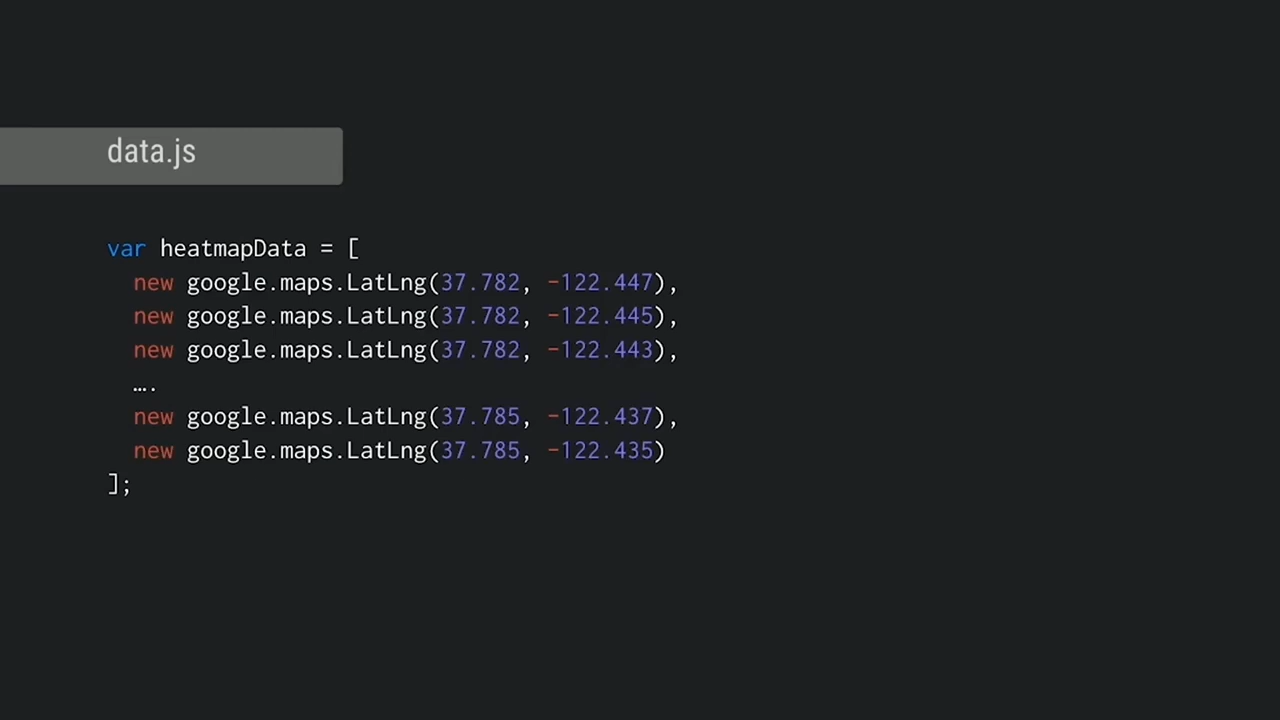 data.js
var heatmapData = [
  new google.maps.LatLng(37.782, -122.447),
  new google.maps.LatLng(37.782, -122.445),
  new google.maps.LatLng(37.782, -122.443),
  ….
  new google.maps.LatLng(37.785, -122.437),
  new google.maps.LatLng(37.785, -122.435)
];